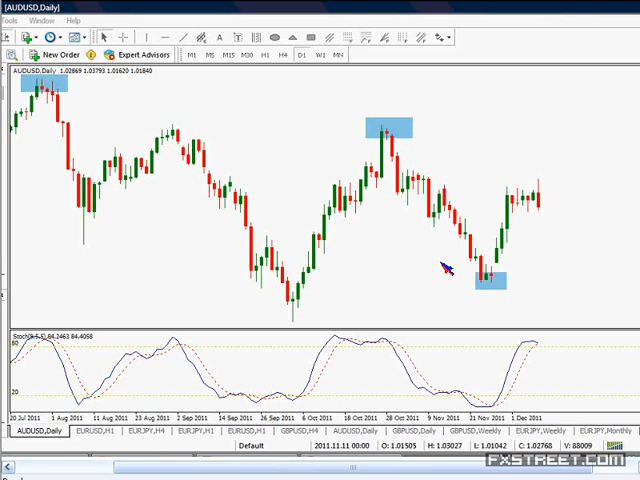 [AUDUSD,Daily]
Tools Window Help
New Order Expert Advisors M1 M5 M15 M30 H1 H4 D1 W1 MN
AUDUSD,Daily 1.02869 1.03793 1.01620 1.01840
Stoch(9,5,5) 84.2463 84.4058
80
20
20 Jul 2011 1 Aug 2011 11 Aug 2011 23 Aug 2011 2 Sep 2011 14 Sep 2011 26 Sep 2011 6 Oct 2011 18 Oct 2011 28 Oct 2011 9 Nov 2011 21 Nov 2011 1 Dec 2011
AUDUSD,Daily EURUSD,H1 EURJPY,H4 EURJPY,H1 EURUSD,H1 GBPUSD,H4 AUDUSD,Daily GBPUSD,Daily GBPUSD,Weekly EURJPY,Weekly EURJPY,Monthly
Default 2011.11.11 00:00 O: 1.01505 H: 1.03027 L: 1.01042 C: 1.02768 V: 88009
FXSTREET.COM